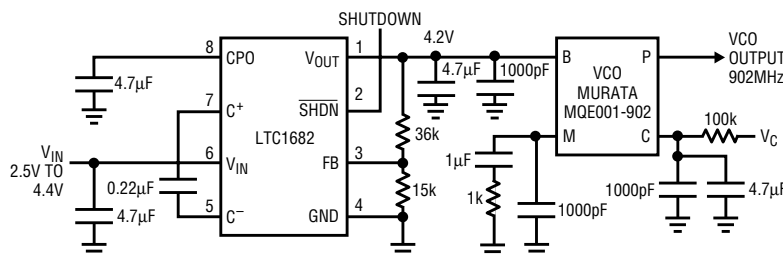 SHUTDOWN
8 CPO
VOUT 1
4.2V
4.7µF
4.7µF
1000pF
B
P
VCO
MURATA
MQE001-902
VCO
OUTPUT
902MHz
7 C+
SHDN 2
LTC1682
36k
M
C
100k
VC
VIN
2.5V TO
4.4V
6 VIN
FB 3
1µF
0.22µF
15k
1k
1000pF
1000pF
4.7µF
4.7µF
5 C−
GND 4